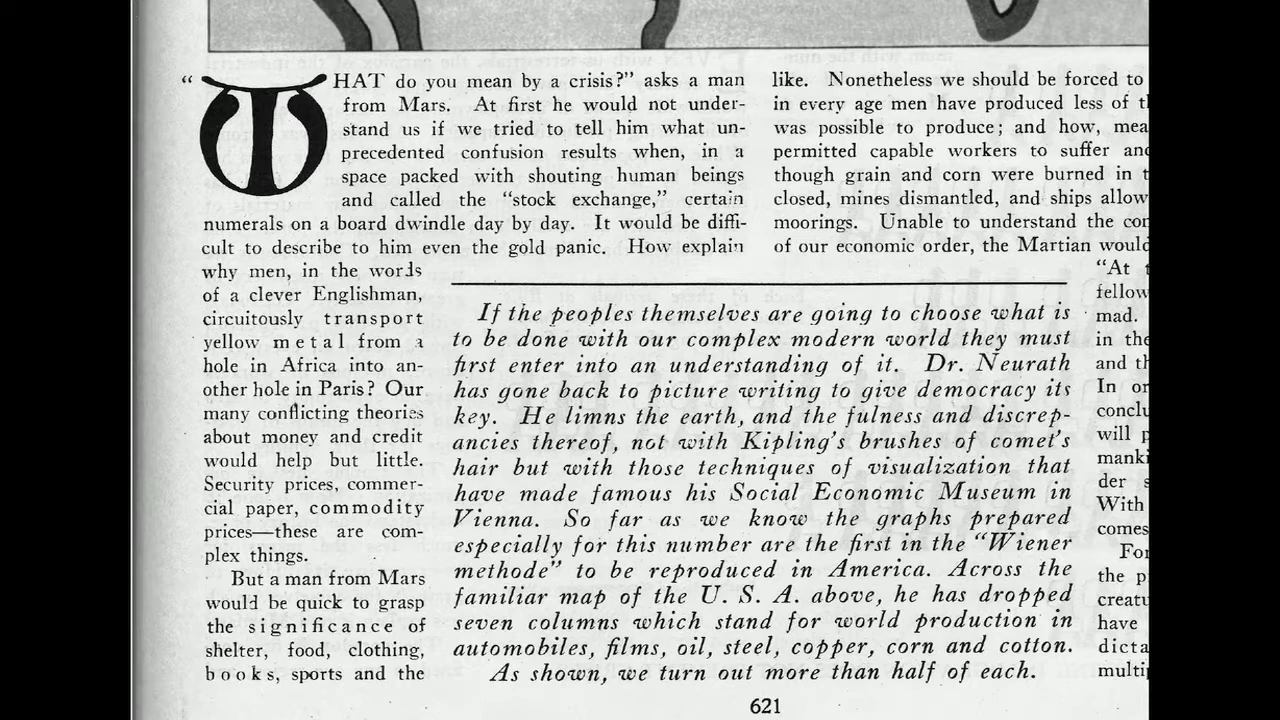 “WHAT do you mean by a crisis?” asks a man
from Mars. At first he would not under-
stand us if we tried to tell him what un-
precedented confusion results when, in a
space packed with shouting human beings
and called the “stock exchange,” certain
numerals on a board dwindle day by day. It would be diffi-
cult to describe to him even the gold panic. How explain
why men, in the words
of a clever Englishman,
circuitously transport
yellow metal from a
hole in Africa into an-
other hole in Paris? Our
many conflicting theories
about money and credit
would help but little.
Security prices, commer-
cial paper, commodity
prices—these are com-
plex things.
But a man from Mars
would be quick to grasp
the significance of
shelter, food, clothing,
books, sports and the
If the peoples themselves are going to choose what is
to be done with our complex modern world they must
first enter into an understanding of it. Dr. Neurath
has gone back to picture writing to give democracy its
key. He limns the earth, and the fulness and discrep-
ancies thereof, not with Kipling’s brushes of comet’s
hair but with those techniques of visualization that
have made famous his Social Economic Museum in
Vienna. So far as we know the graphs prepared
especially for this number are the first in the “Wiener
methode” to be reproduced in America. Across the
familiar map of the U. S. A. above, he has dropped
seven columns which stand for world production in
automobiles, films, oil, steel, copper, corn and cotton.
As shown, we turn out more than half of each.
like. Nonetheless we should be forced to
in every age men have produced less of
was possible to produce; and how,
permitted capable workers to suffer
though grain and corn were burned in
closed, mines dismantled, and ships
moorings. Unable to understand the
of our economic order, the Martian would
“At
fellow
mad.
in the
and
In
will
der
With
comes
the
have
621